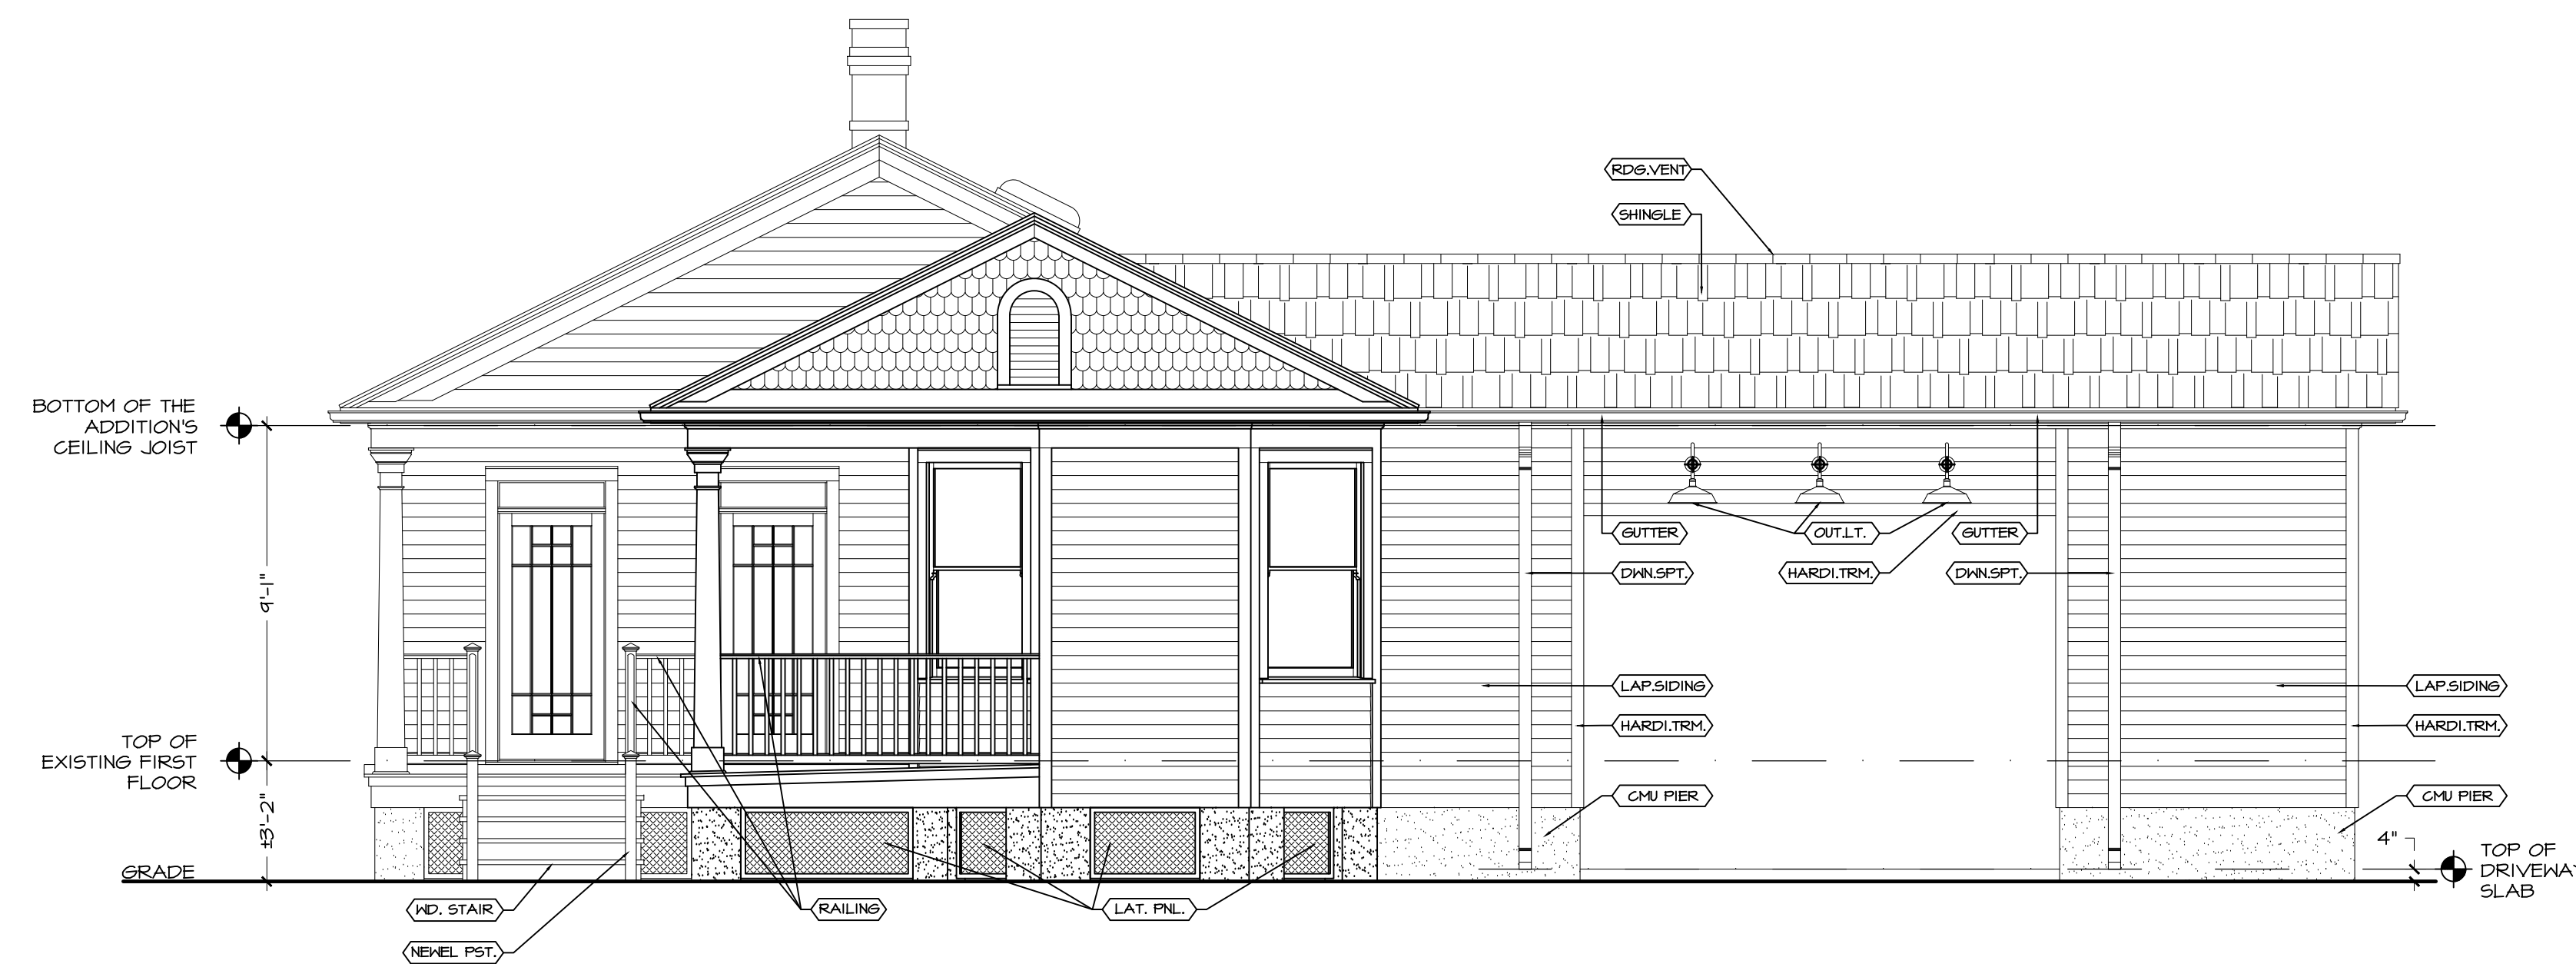 RDG.VENT
SHINGLE
BOTTOM OF THE
ADDITION'S
CEILING JOIST
9'-1"
TOP OF
EXISTING FIRST
FLOOR
±3'-2"
GRADE
GUTTER
OUT.LT.
GUTTER
DWN.SPT.
HARDI.TRM.
DWN.SPT.
LAP.SIDING
LAP.SIDING
HARDI.TRM.
HARDI.TRM.
CMU PIER
CMU PIER
4"
TOP OF
DRIVEWA
SLAB
WD. STAIR
RAILING
LAT. PNL.
NEWEL PST.